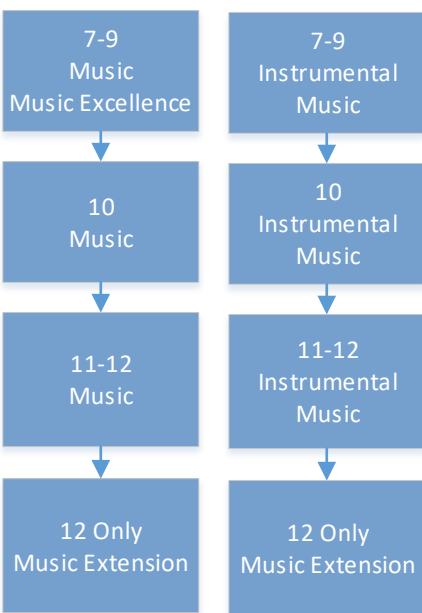 7-9
Music
Music Excellence
10
Music
11-12
Music
12 Only
Music Extension
7-9
Instrumental
Music
10
Instrumental
Music
11-12
Instrumental
Music
12 Only
Music Extension